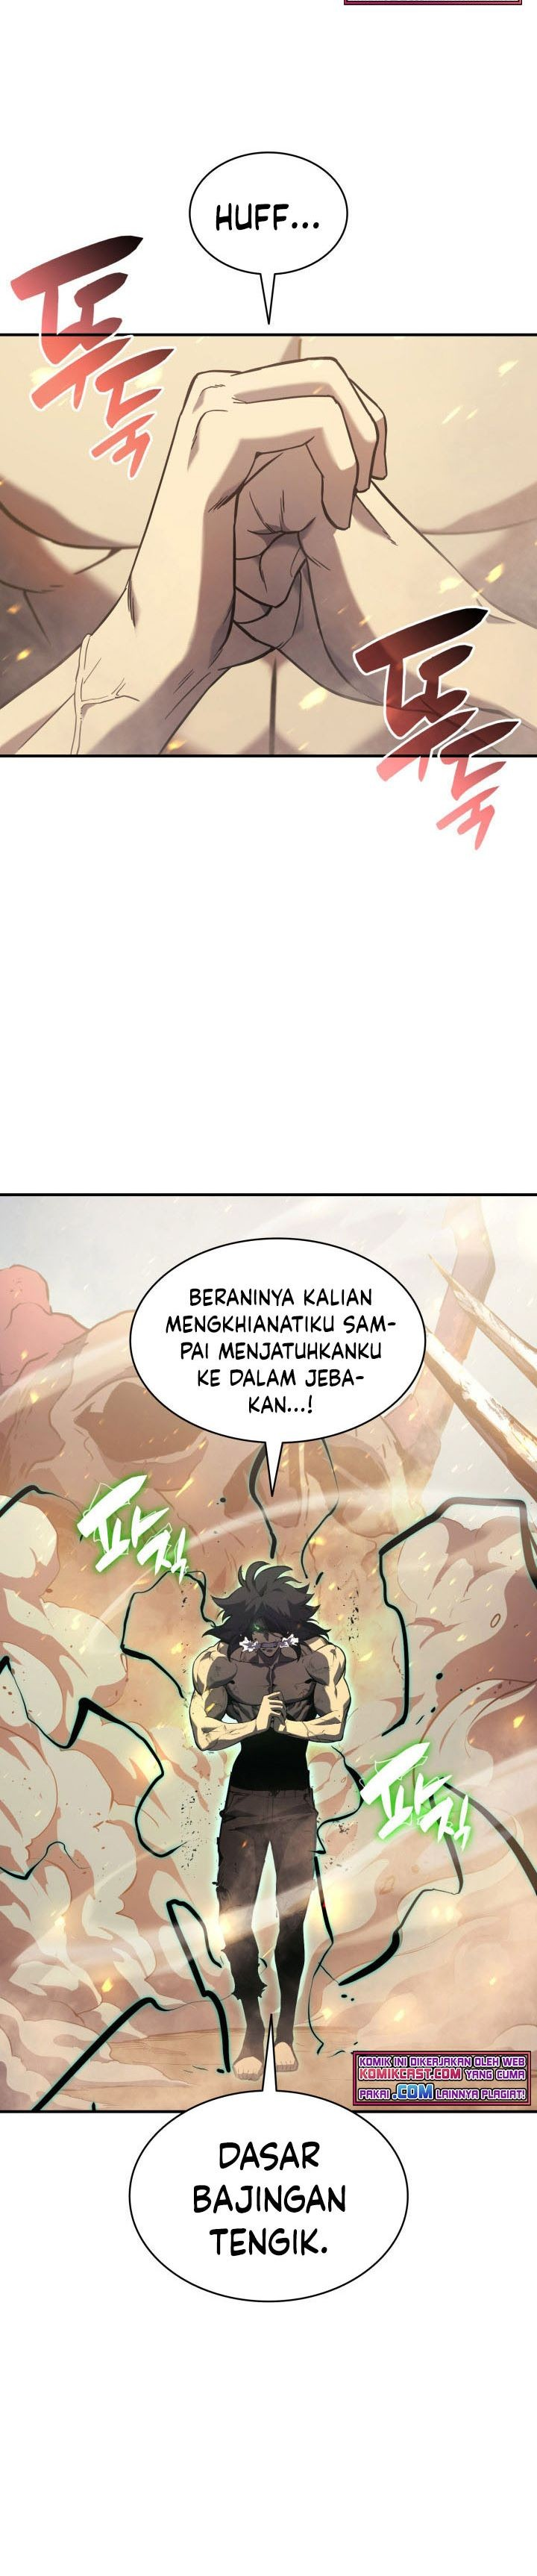 HUFF...
뚜둑
뚜둑
BERANINYA KALIAN
MENGKHIANATIKU SAM-
PAI MENJATUHKANKU
KE DALAM JEBA-
KAN...!
파직
파직
KOMIK INI DIKERJAKAN OLEH WEB
KOMIKCAST.COM YANG CUMA
PAKAI .COM LAINNYA PLAGIAT!
DASAR
BAJINGAN
TENGIK.